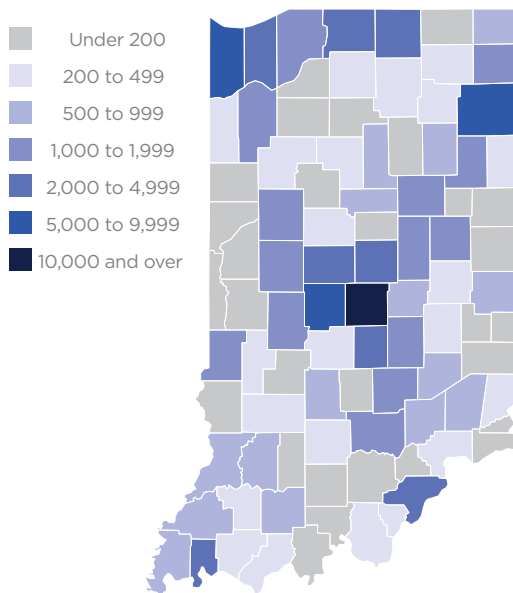 Under 200
200 to 499
500 to 999
1,000 to 1,999
2,000 to 4,999
5,000 to 9,999
10,000 and over